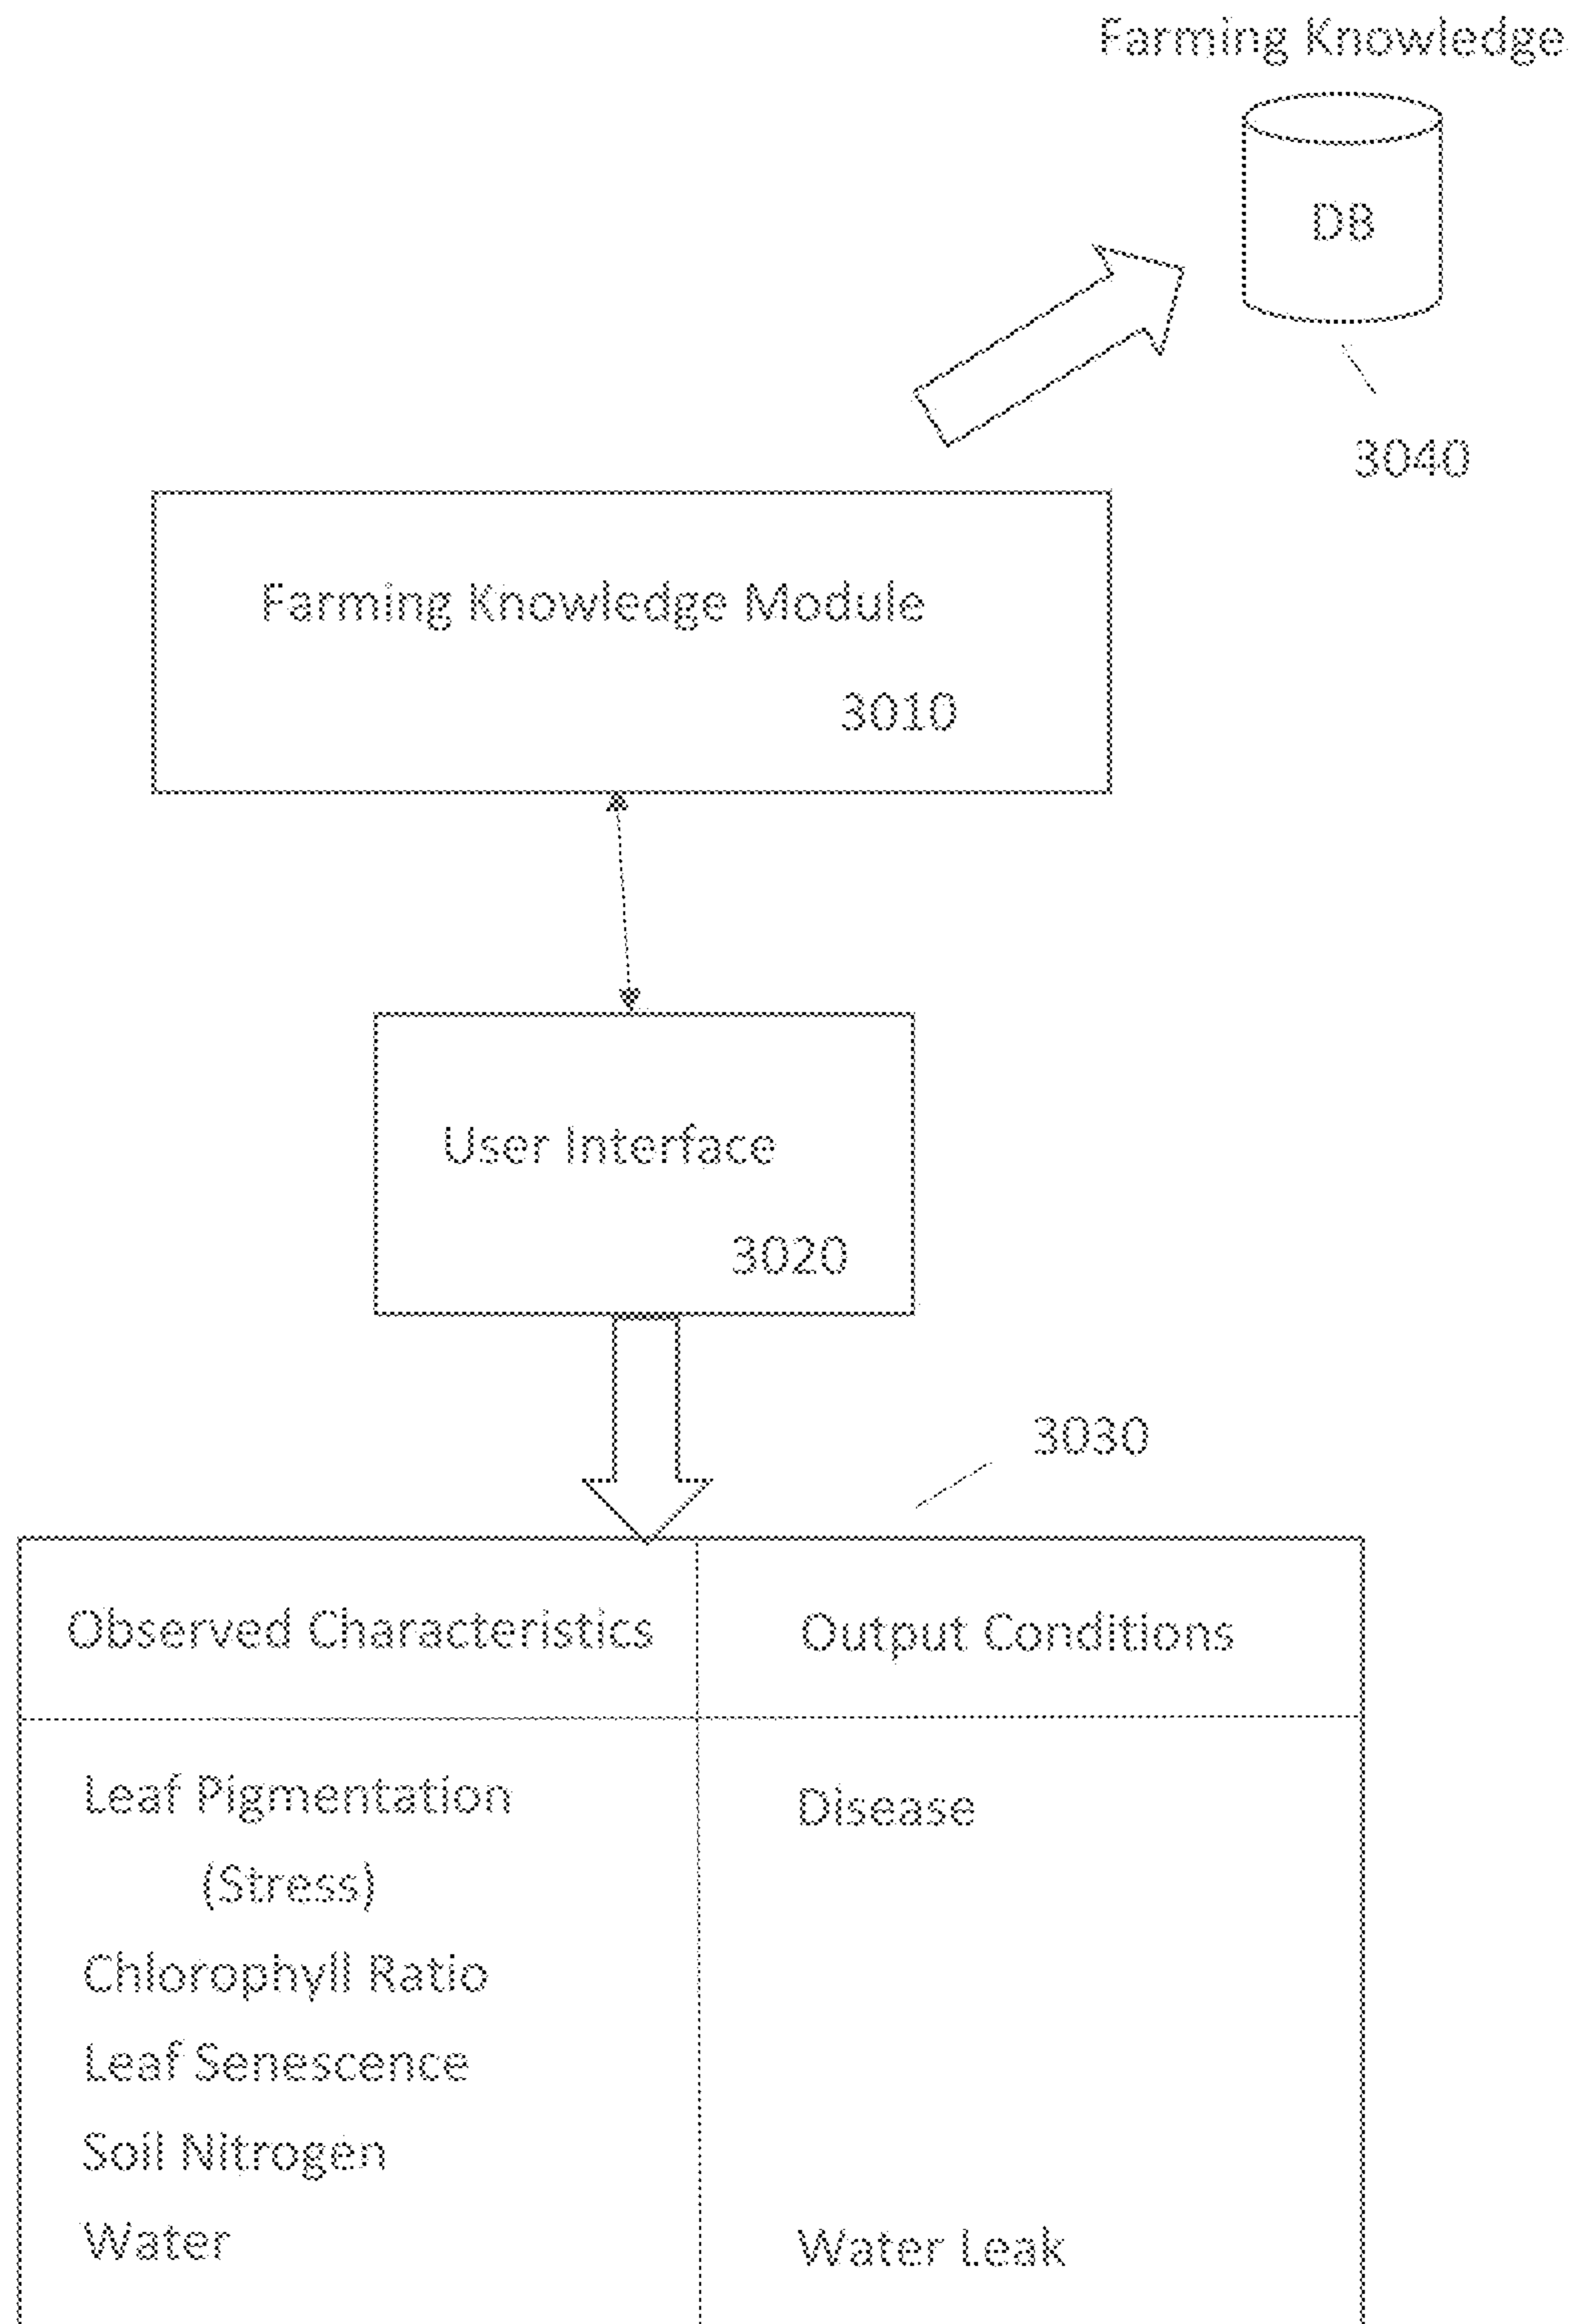 Farming Knowledge
DB
3040
Farming Knowledge Module
3010
User Interface
3020
3030
Observed Characteristics
Output Conditions
Leaf Pigmentation
(Stress)
Chlorophyll Ratio
Leaf Senescence
Soil Nitrogen
Water
Disease
Water Leak